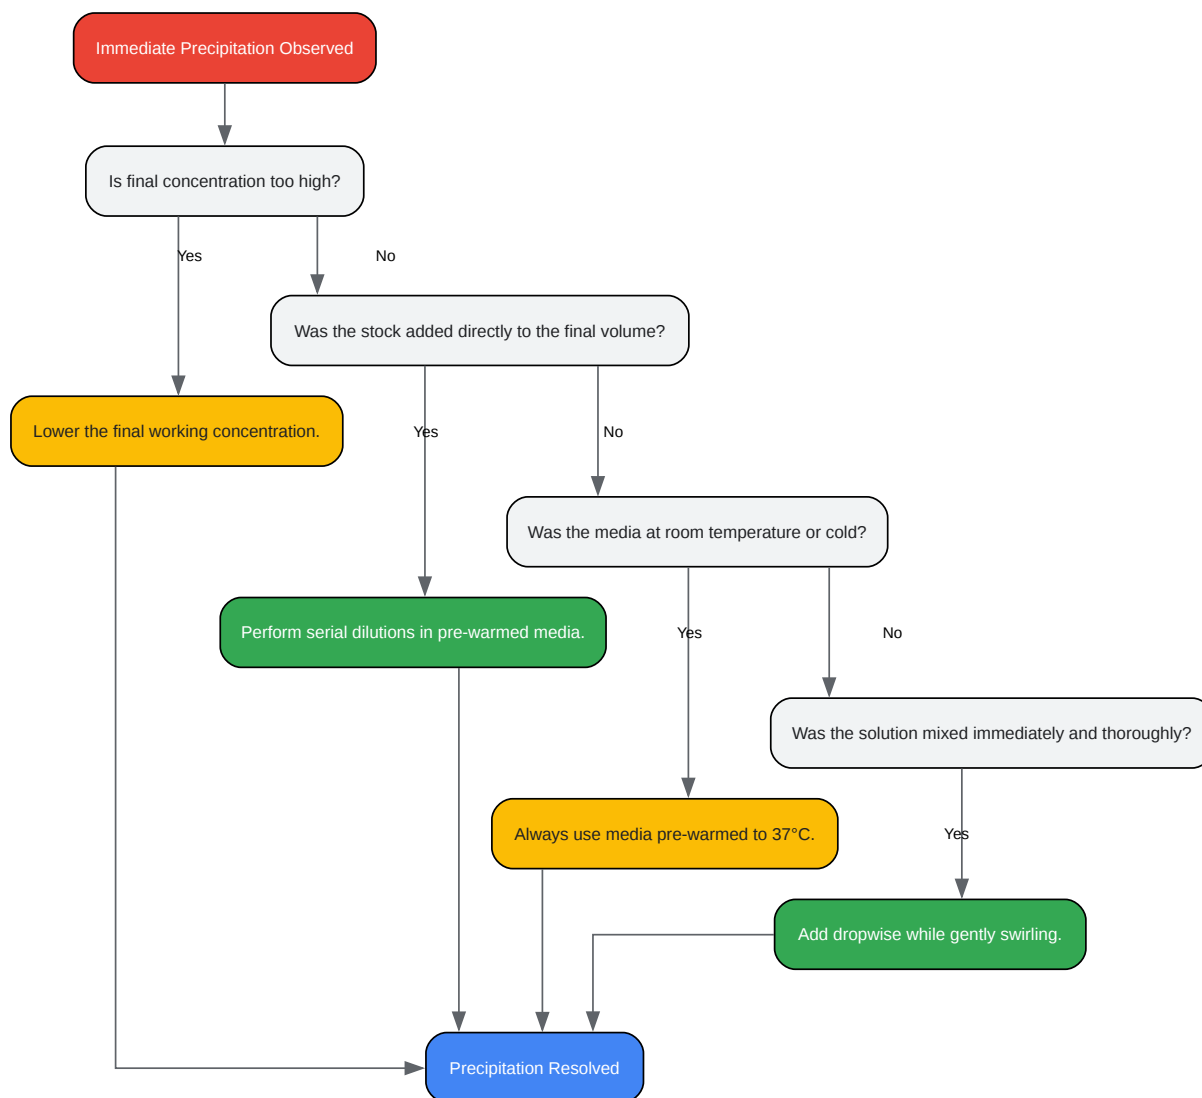 Immediate Precipitation Observed
Is final concentration too high?
Yes
No
Was the stock added directly to the final volume?
Lower the final working concentration.
Yes
No
Was the media at room temperature or cold?
Perform serial dilutions in pre-warmed media.
Yes
No
Was the solution mixed immediately and thoroughly?
Always use media pre-warmed to 37°C.
Yes
Add dropwise while gently swirling.
Precipitation Resolved